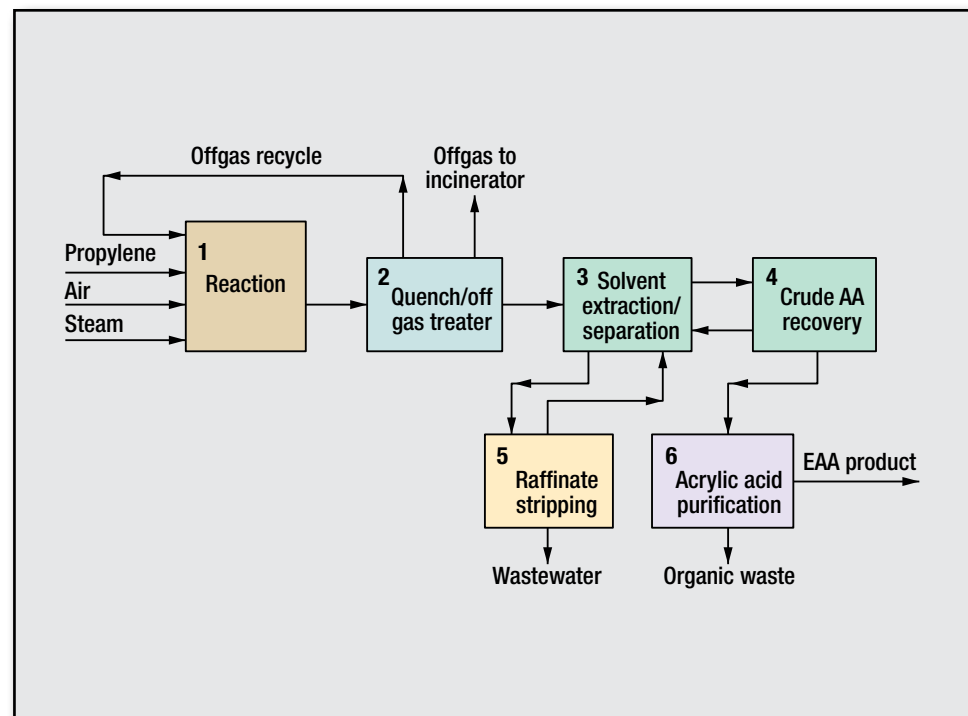 Offgas recycle
Offgas to
incinerator
Propylene
Air
Steam
1
Reaction
2
Quench/off
gas treater
3 Solvent
extraction/
separation
4
Crude AA
recovery
5
Raffinate
stripping
6
Acrylic acid
purification
EAA product
Wastewater
Organic waste